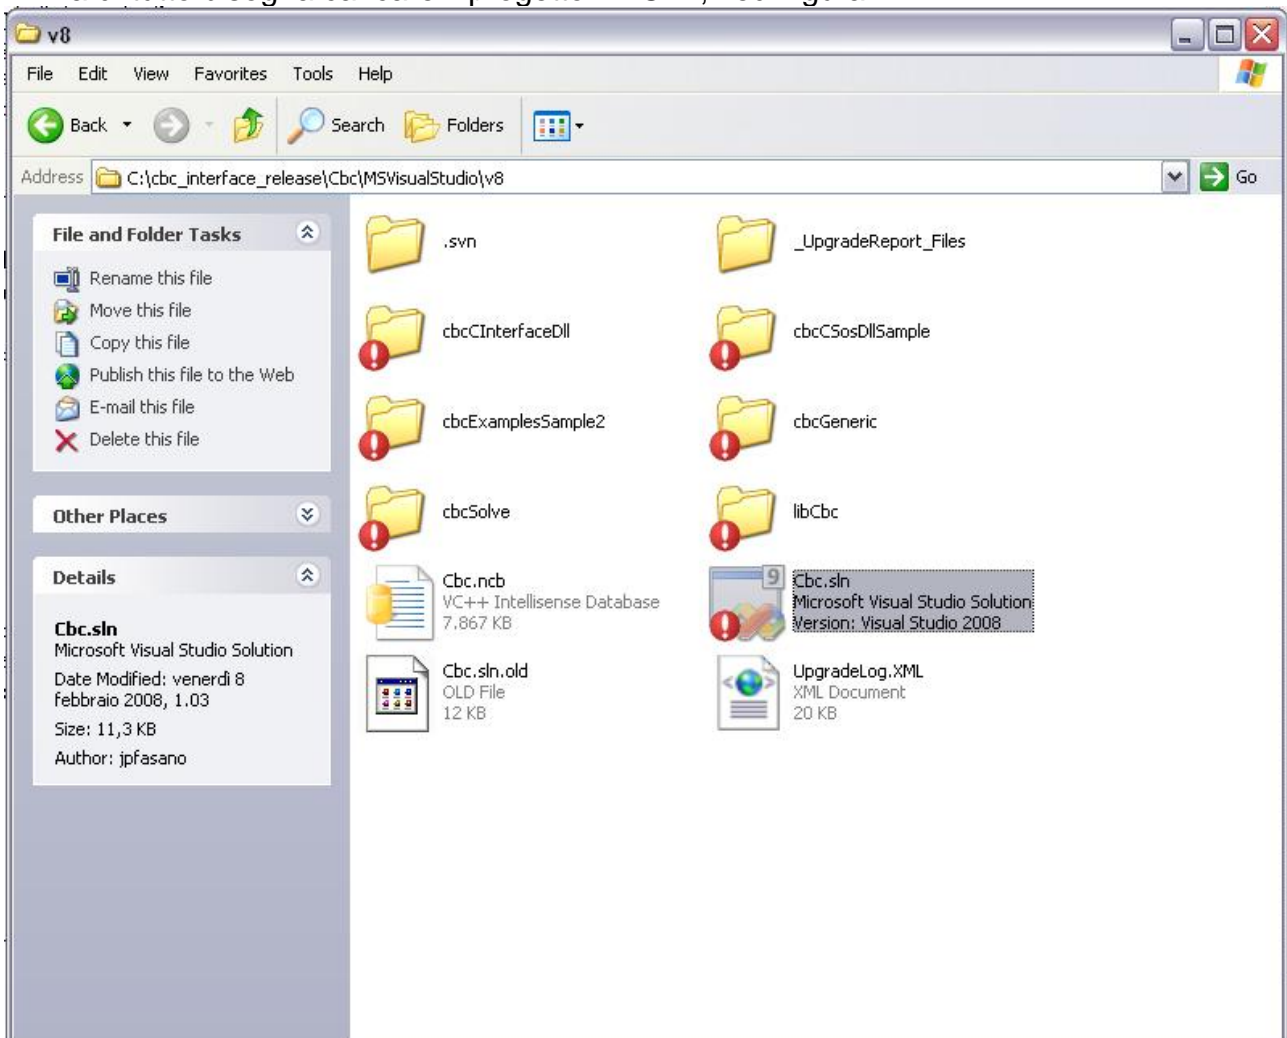 v8
File Edit View Favorites Tools Help
Back Search Folders
Address C:\cbc_interface_release\Cbc\MSVisualStudio\v8 Go
File and Folder Tasks
Rename this file
Move this file
Copy this file
Publish this file to the Web
E-mail this file
Delete this file
Other Places
Details
Cbc.sln
Microsoft Visual Studio Solution
Date Modified: venerdì 8
febbraio 2008, 1.03
Size: 11,3 KB
Author: jpfasano
.svn
_UpgradeReport_Files
cbcCInterfaceDll
cbcCSosDllSample
cbcExamplesSample2
cbcGeneric
cbcSolve
libCbc
Cbc.ncb
VC++ Intellisense Database
7.867 KB
9
Cbc.sln
Microsoft Visual Studio Solution
Version: Visual Studio 2008
Cbc.sln.old
OLD File
12 KB
UpgradeLog.XML
XML Document
20 KB